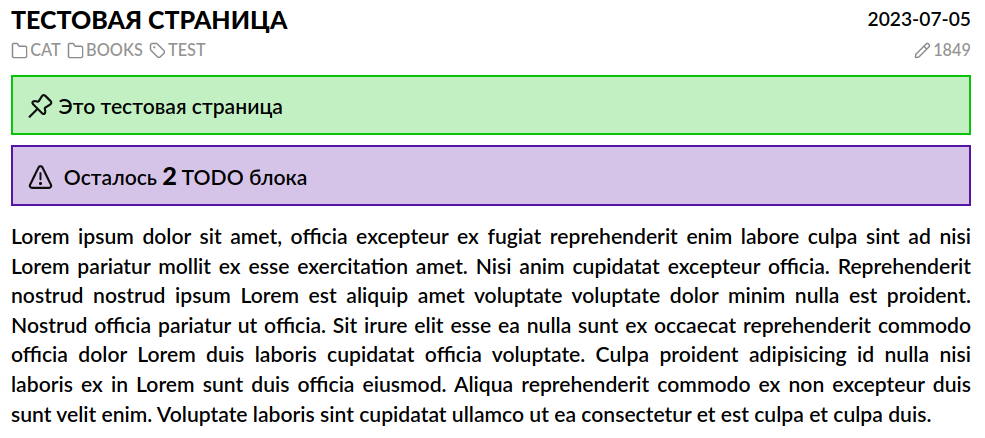 ТЕСТОВАЯ СТРАНИЦА 2023-07-05
CAT BOOKS TEST 1849
Это тестовая страница
Осталось 2 TODO блока
Lorem ipsum dolor sit amet, officia excepteur ex fugiat reprehenderit enim labore culpa sint ad nisi
Lorem pariatur mollit ex esse exercitation amet. Nisi anim cupidatat excepteur officia. Reprehenderit
nostrud nostrud ipsum Lorem est aliquip amet voluptate voluptate dolor minim nulla est proident.
Nostrud officia pariatur ut officia. Sit irure elit esse ea nulla sunt ex occaecat reprehenderit commodo
officia dolor Lorem duis laboris cupidatat officia voluptate. Culpa proident adipisicing id nulla nisi
laboris ex in Lorem sunt duis officia eiusmod. Aliqua reprehenderit commodo ex non excepteur duis
sunt velit enim. Voluptate laboris sint cupidatat ullamco ut ea consectetur et est culpa et culpa duis.